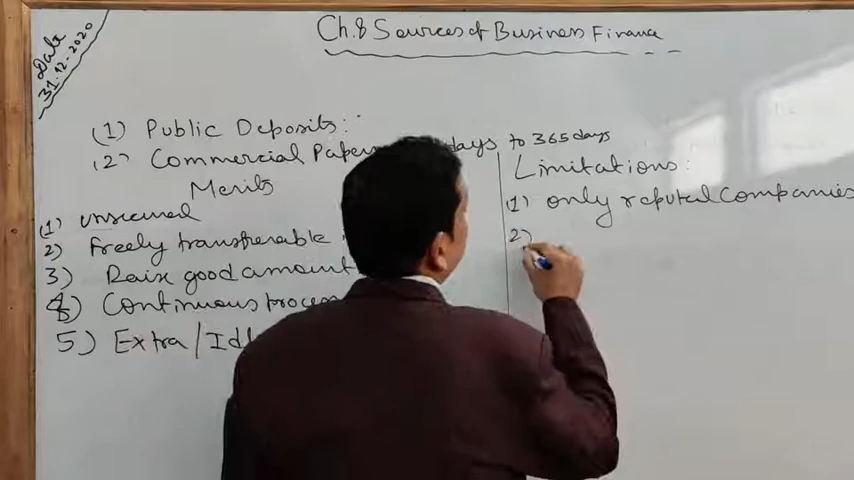 Date
31.12.2020
Ch.8 Sources of Business Finance
(1) Public Deposits:
(2) Commercial Paper days to 365 days
Merits
(1) unsecured
2) Freely transferable
3) Raise good amount
4) Continuous process
5) Extra/
Limitations:
(1) only reputed Companies
2)